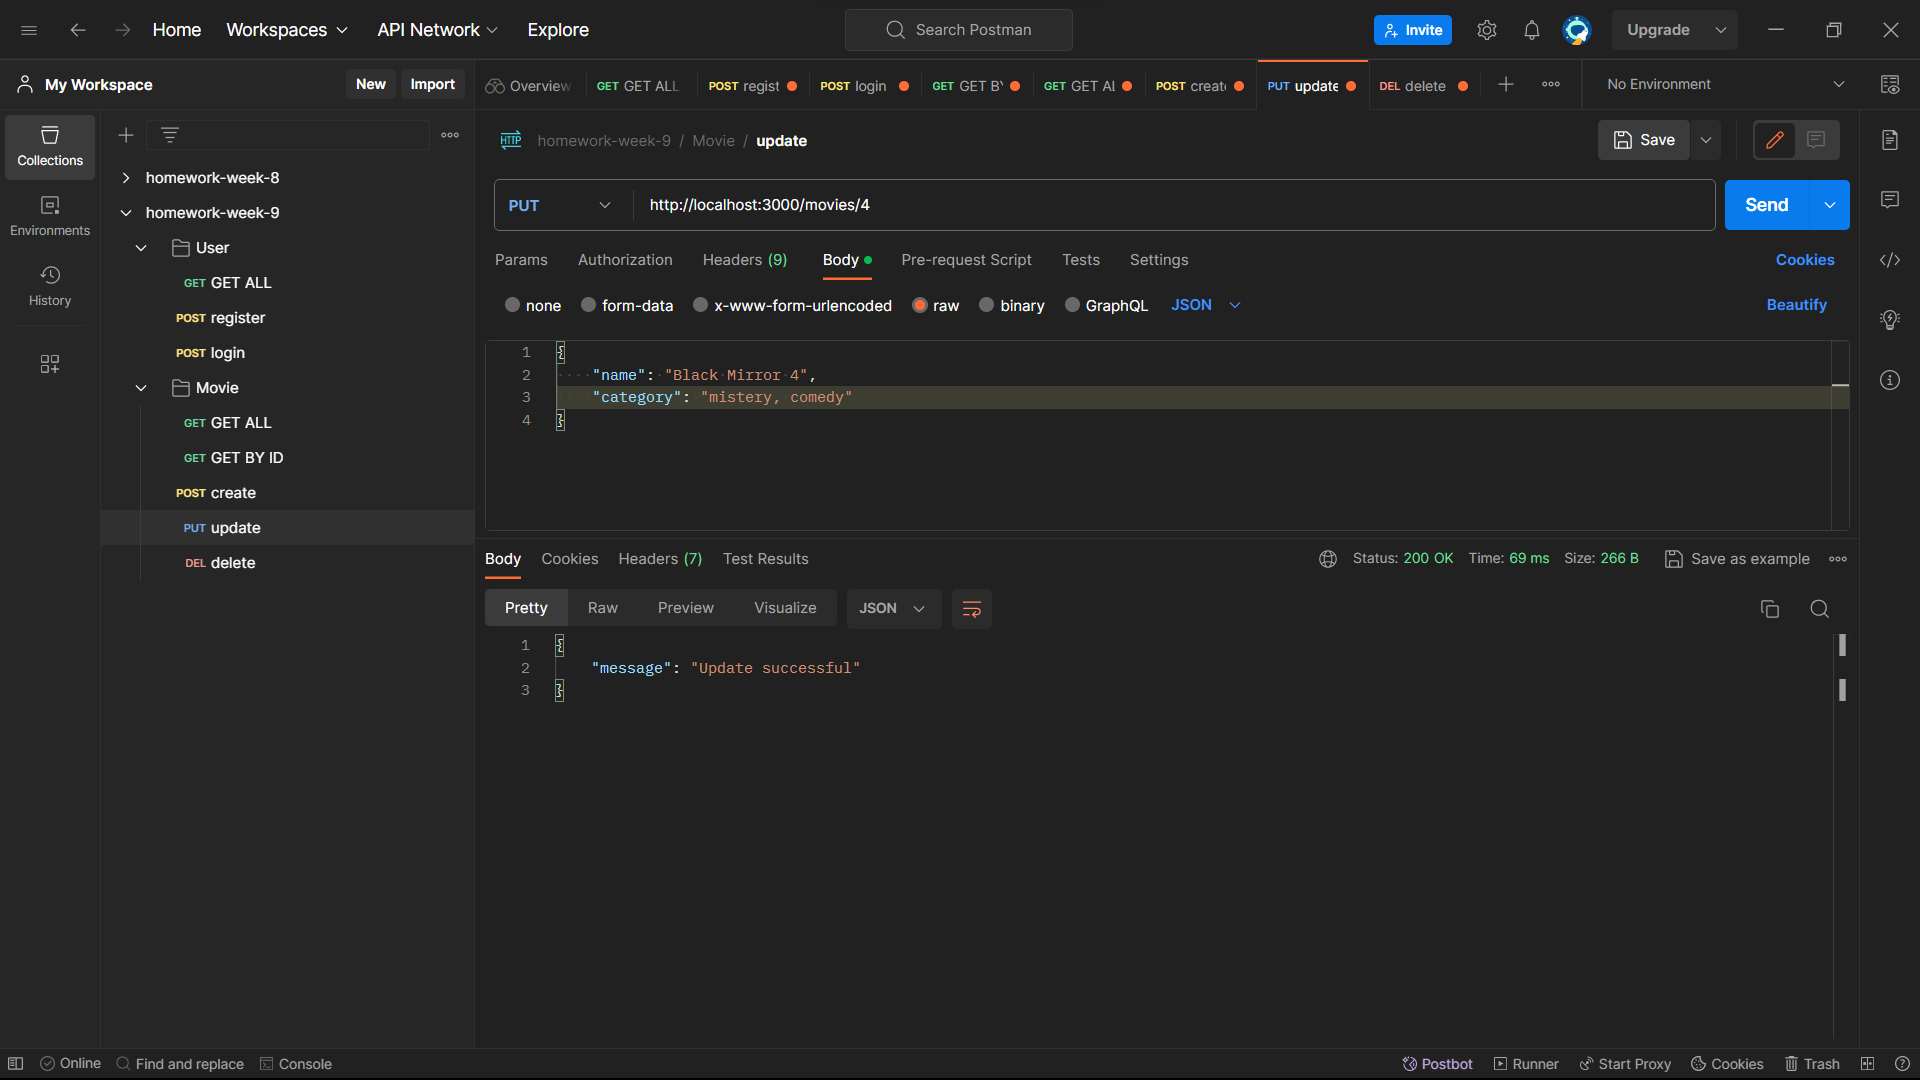 Home Workspaces API Network Explore Search Postman Invite Upgrade
My Workspace New Import
Overview GET GET ALL POST regist POST login GET GET BY GET GET AL POST creat PUT update DEL delete No Environment
Collections
Environments
History
homework-week-8
homework-week-9
User
GET GET ALL
POST register
POST login
Movie
GET GET ALL
GET GET BY ID
POST create
PUT update
DEL delete
HTTP homework-week-9 / Movie / update Save
PUT http://localhost:3000/movies/4 Send
Params Authorization Headers (9) Body Pre-request Script Tests Settings Cookies
none form-data x-www-form-urlencoded raw binary GraphQL JSON Beautify
1 {
2 "name": "Black Mirror 4",
3 "category": "mistery, comedy"
4 }
Body Cookies Headers (7) Test Results Status: 200 OK Time: 69 ms Size: 266 B Save as example
Pretty Raw Preview Visualize JSON
1 {
2 "message": "Update successful"
3 }
Online Find and replace Console Postbot Runner Start Proxy Cookies Trash